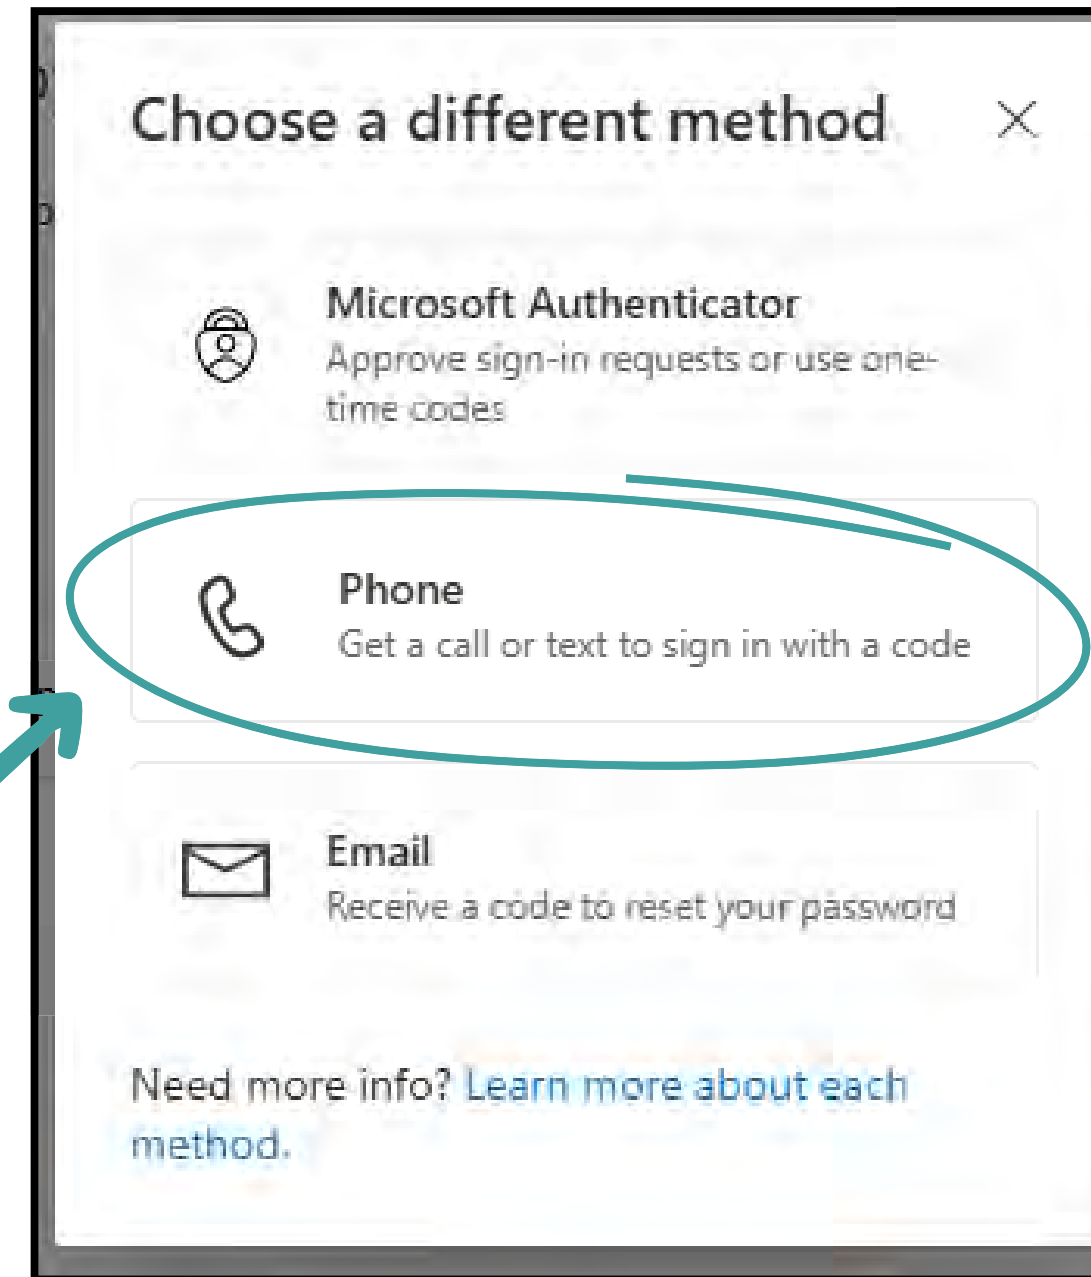 Choose a different method
Microsoft Authenticator
Approve sign-in requests or use one-
time codes
Phone
Get a call or text to sign in with a code
Email
Receive a code to reset your password
Need more info? Learn more about each
method.